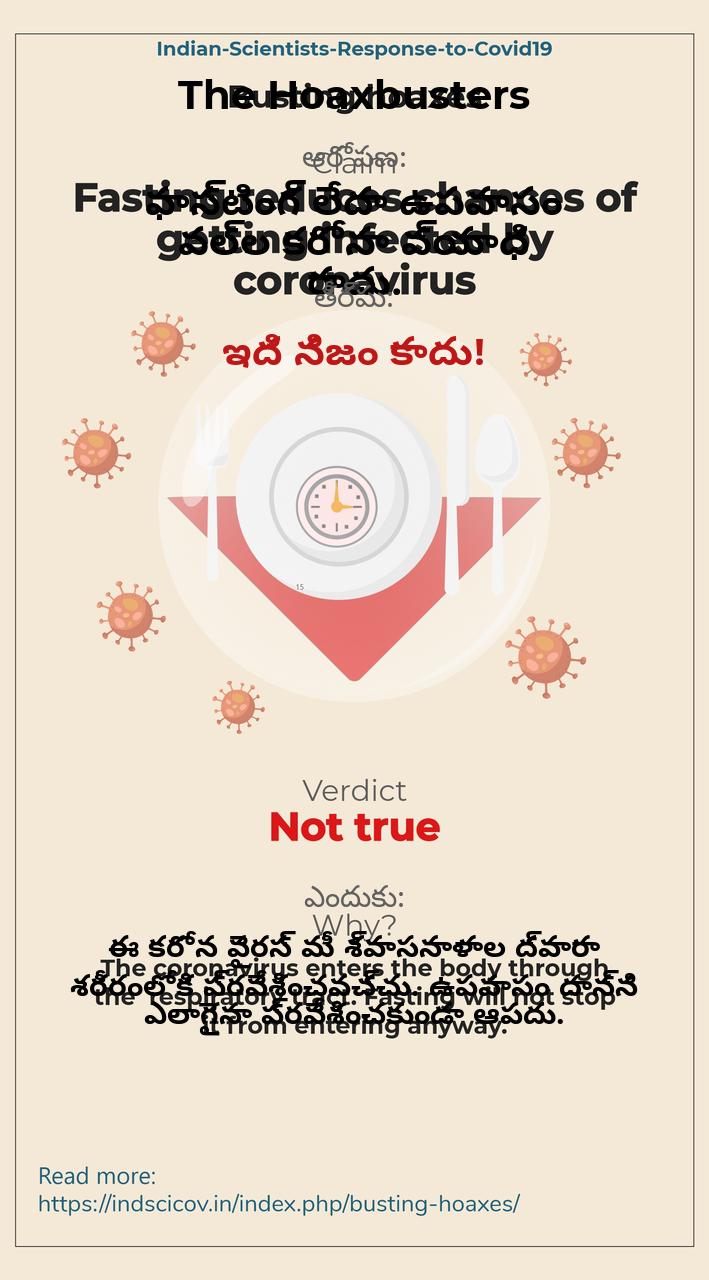 Indian-Scientists-Response-to-Covid19
The Hoaxbusters
Busting hoaxes
ఆరోపణ:
Claim
Fasting reduces chances of
getting infected by
coronavirus
ఫాస్టింగ్ లేదా ఉపవాసం
వల్ల కరోనా వ్యాధి
రాదు.
తీర్మ:
ఇది నిజం కాదు!
15
Verdict
Not true
ఎందుకు:
Why?
ఈ కరోన వైరస్ మీ శ్వాసనాళాల ద్వారా
శరీరంలోకి ప్రవేశించవచ్చు. ఉపవాసం దాన్ని
ఎలాగైనా ప్రవేశించకుండా ఆపదు.
The coronavirus enters the body through
the respiratory tract. Fasting will not stop
it from entering anyway.
Read more:
https://indscicov.in/index.php/busting-hoaxes/